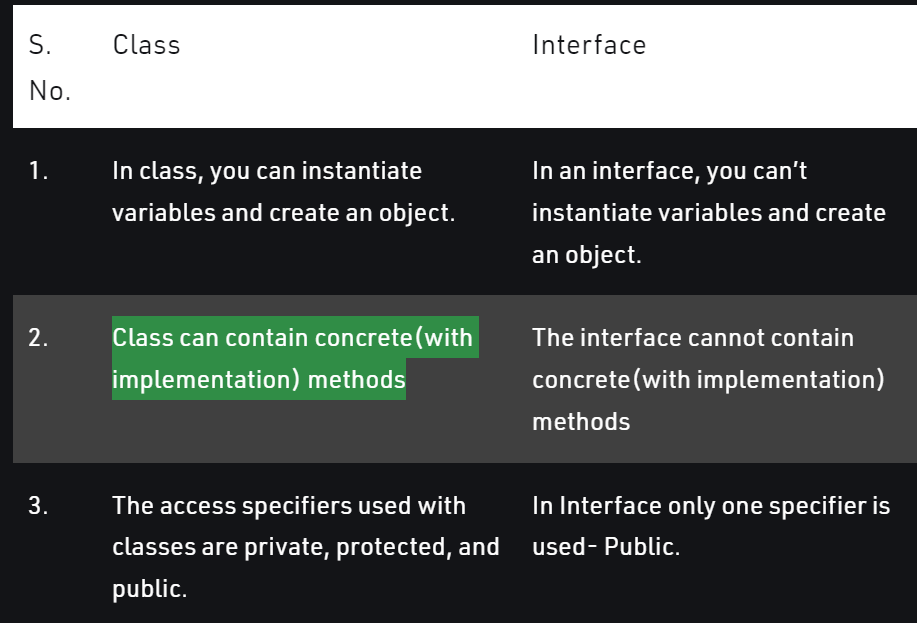 S. No. Class Interface
1. In class, you can instantiate variables and create an object. In an interface, you can’t instantiate variables and create an object.
2. Class can contain concrete(with implementation) methods The interface cannot contain concrete(with implementation) methods
3. The access specifiers used with classes are private, protected, and public. In Interface only one specifier is used- Public.